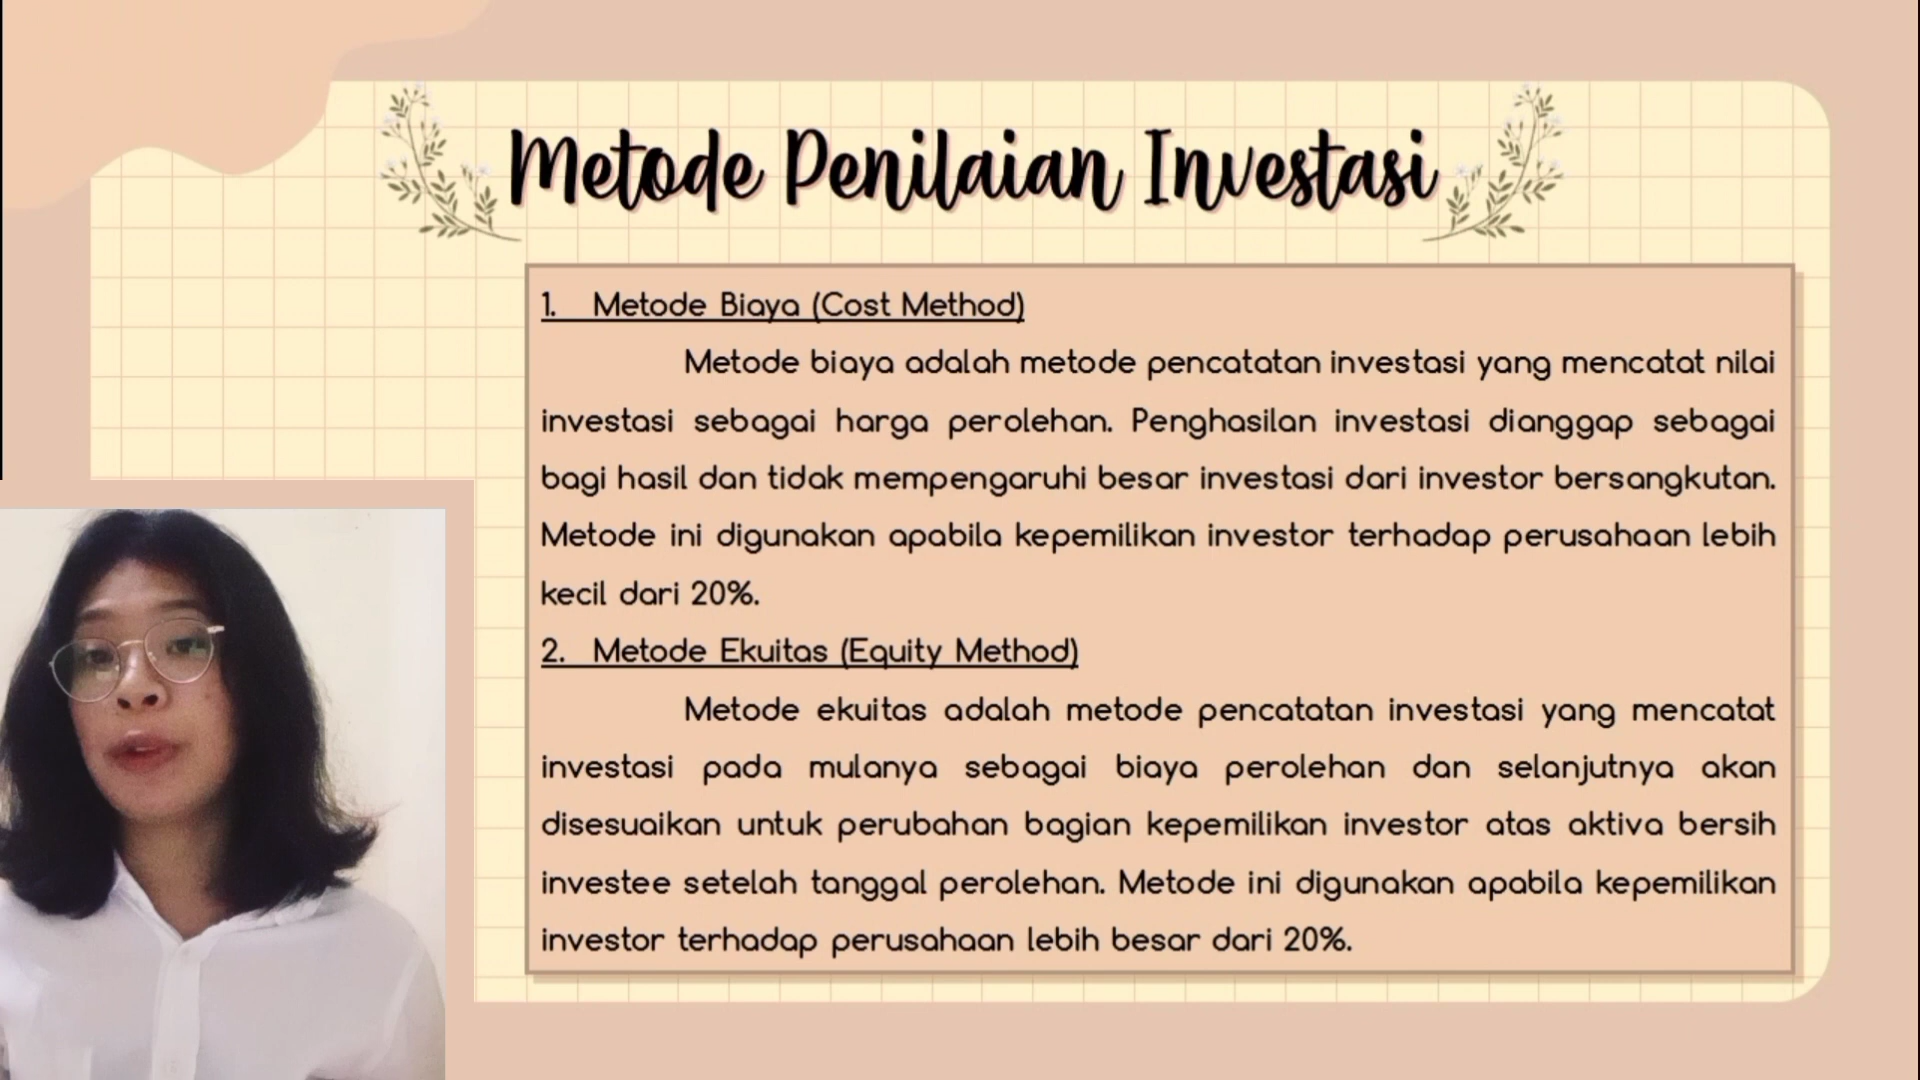 Metode Penilaian Investasi
1. Metode Biaya (Cost Method)
Metode biaya adalah metode pencatatan investasi yang mencatat nilai
investasi sebagai harga perolehan. Penghasilan investasi dianggap sebagai
bagi hasil dan tidak mempengaruhi besar investasi dari investor bersangkutan.
Metode ini digunakan apabila kepemilikan investor terhadap perusahaan lebih
kecil dari 20%.
2. Metode Ekuitas (Equity Method)
Metode ekuitas adalah metode pencatatan investasi yang mencatat
investasi pada mulanya sebagai biaya perolehan dan selanjutnya akan
disesuaikan untuk perubahan bagian kepemilikan investor atas aktiva bersih
investee setelah tanggal perolehan. Metode ini digunakan apabila kepemilikan
investor terhadap perusahaan lebih besar dari 20%.